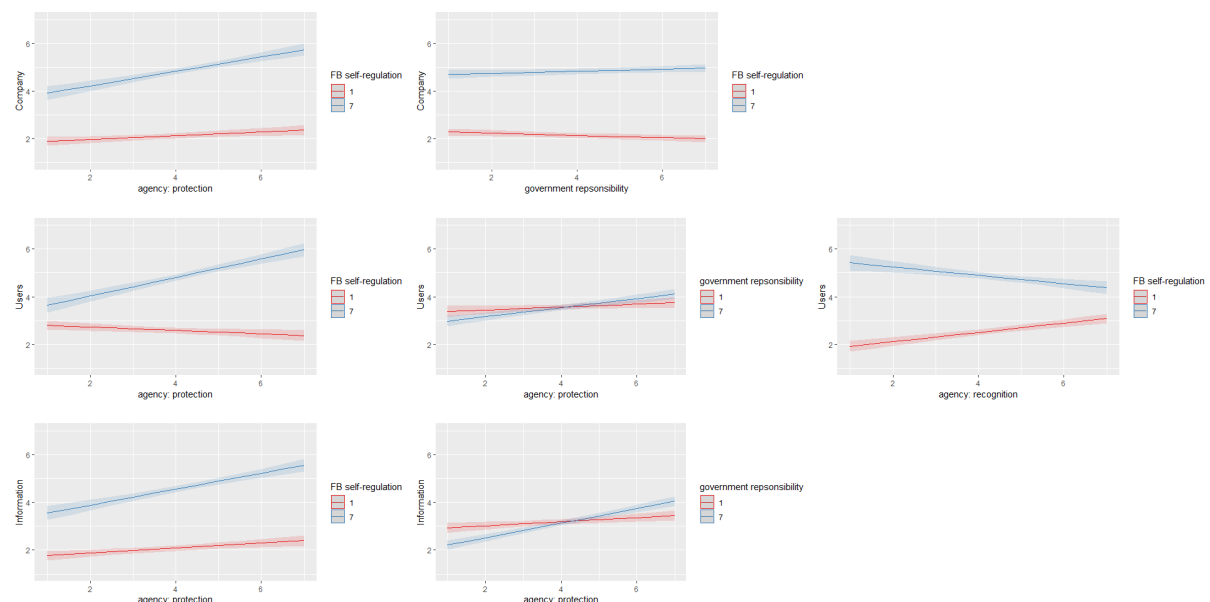 6
4
2
Company
2
4
6
agency: protection
FB self-regulation
1
7
6
4
2
Company
2
4
6
government repsonsibility
FB self-regulation
1
7
6
4
2
Users
2
4
6
agency: protection
FB self-regulation
1
7
6
4
2
Users
2
4
6
agency: protection
government repsonsibility
1
7
6
4
2
Users
2
4
6
agency: recognition
FB self-regulation
1
7
6
4
2
Information
2
4
6
agency: protection
FB self-regulation
1
7
6
4
2
Information
2
4
6
agency: protection
government repsonsibility
1
7